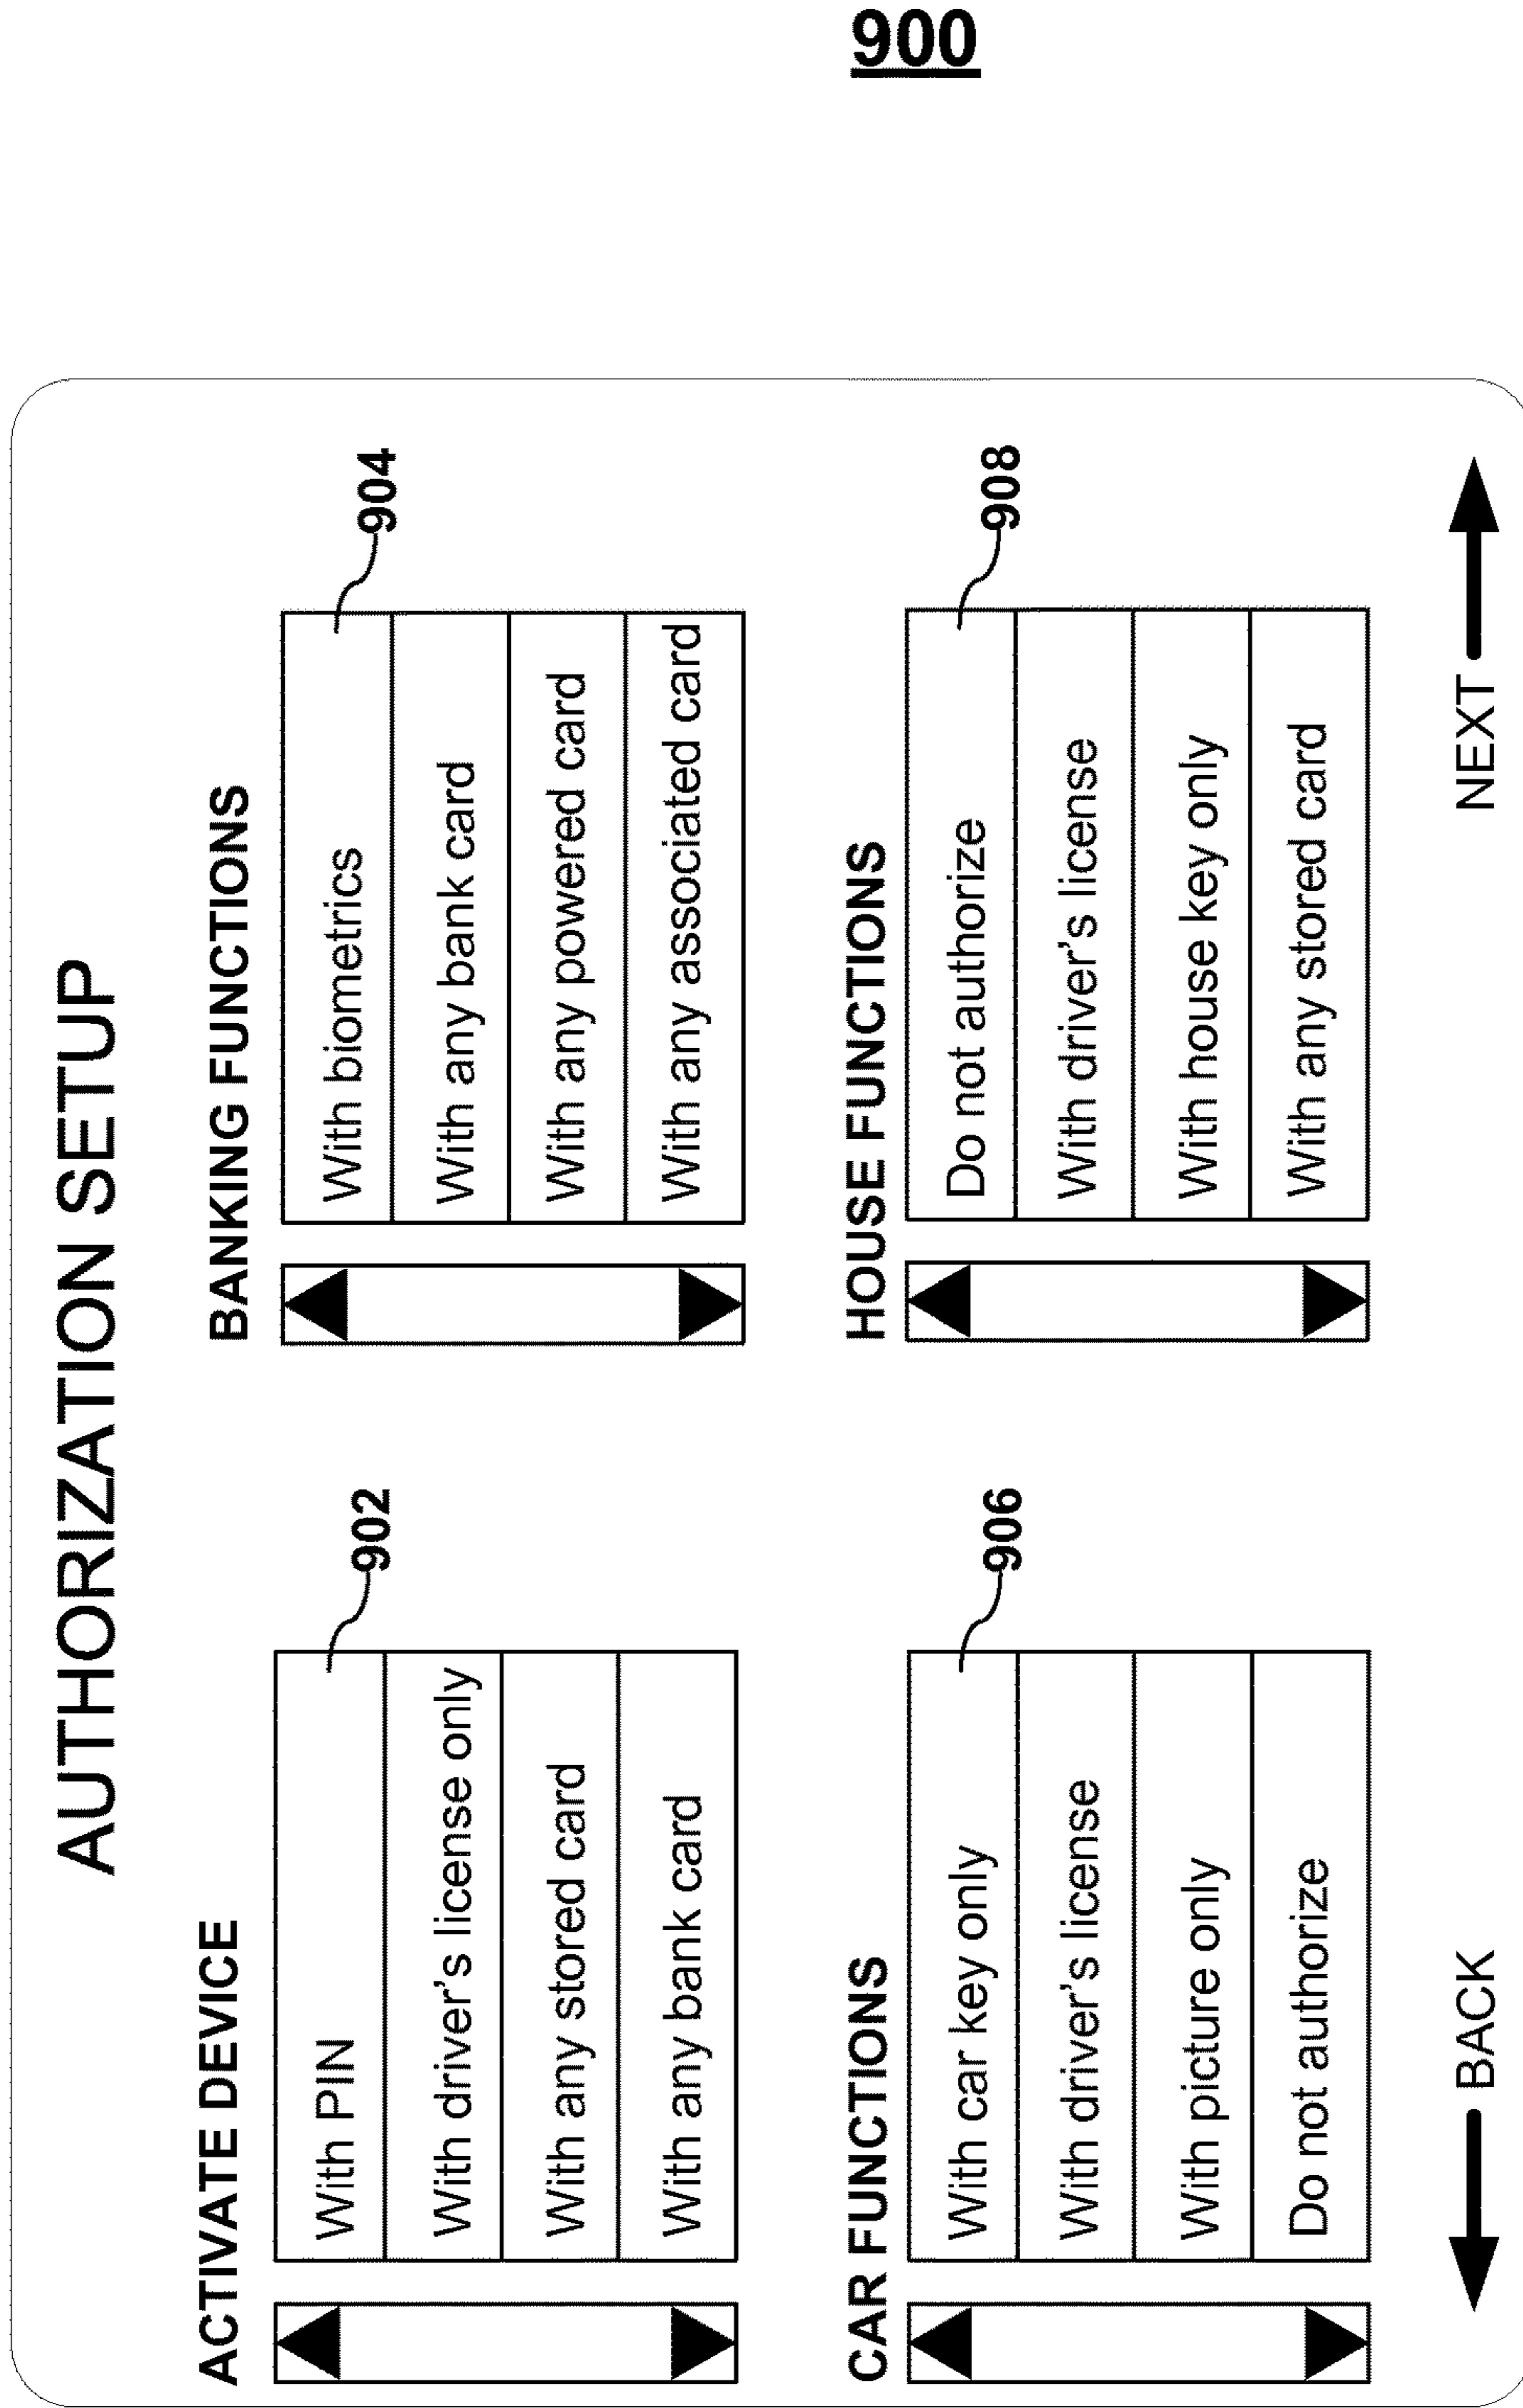 AUTHORIZATION SETUP
ACTIVATE DEVICE
With PIN
With driver's license only
With any stored card
With any bank card
902
BANKING FUNCTIONS
With biometrics
With any bank card
With any powered card
With any associated card
904
CAR FUNCTIONS
With car key only
With driver's license
With picture only
Do not authorize
906
HOUSE FUNCTIONS
Do not authorize
With driver's license
With house key only
With any stored card
908
BACK
NEXT
900